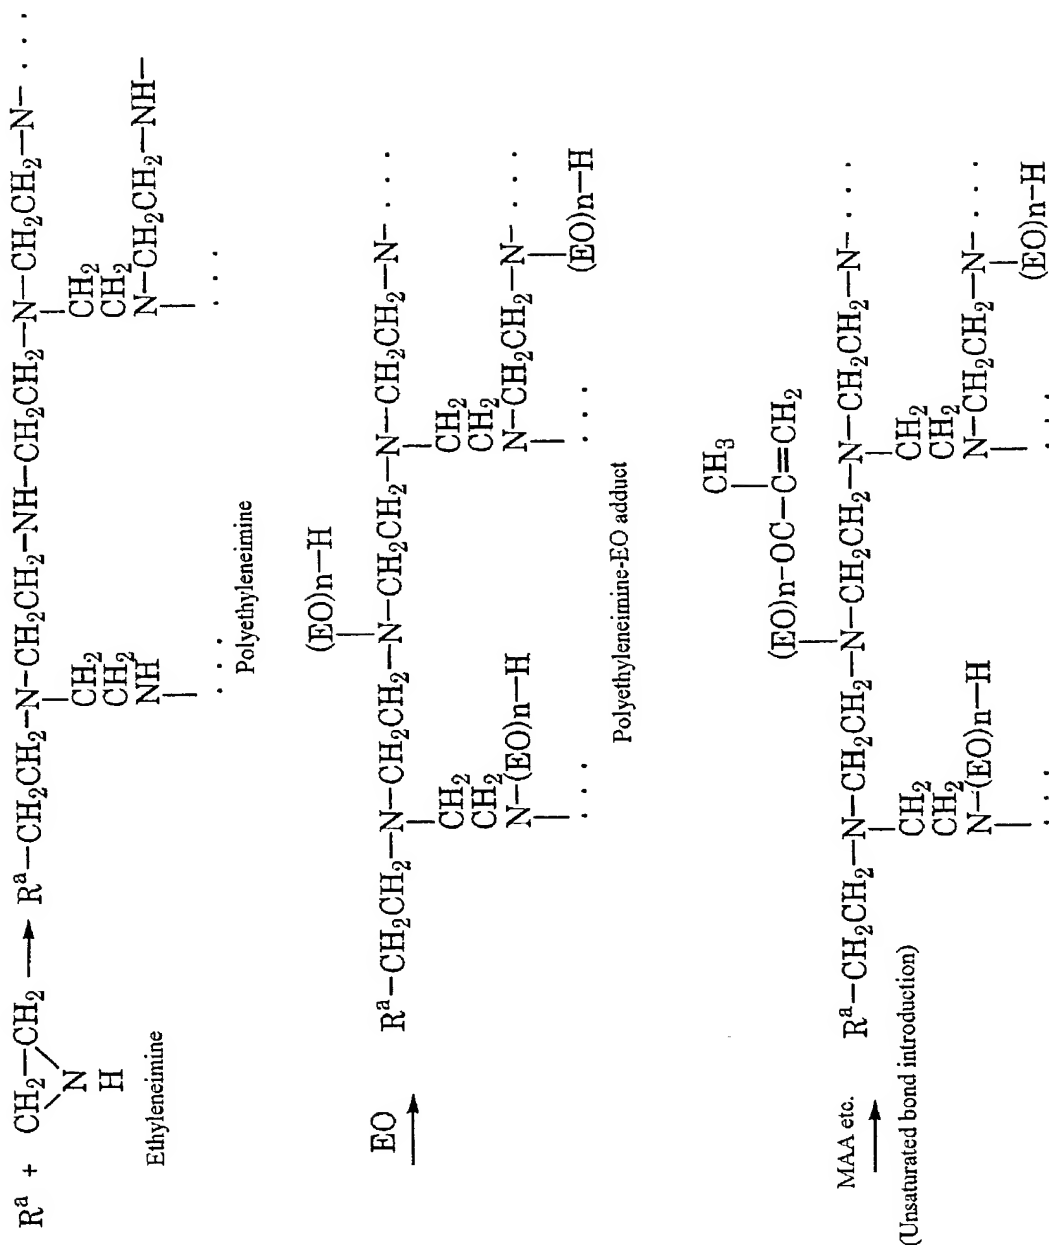 Rᵃ + CH₂—CH₂ ⟶ Rᵃ—CH₂CH₂—N—CH₂CH₂—NH—CH₂CH₂—N—CH₂CH₂—N—····
N
H
CH₂
CH₂
NH
···
CH₂
CH₂
N—CH₂CH₂—NH—
···
Ethyleneimine
Polyethyleneimine
EO
(EO)n—H
Rᵃ—CH₂CH₂—N—CH₂CH₂—N—CH₂CH₂—N—CH₂CH₂—N—····
CH₂
CH₂
N—(EO)n—H
···
CH₂
CH₂
N—CH₂CH₂—N—····
···
(EO)n—H
Polyethyleneimine-EO adduct
CH₃
(EO)n—OC—C=CH₂
MAA etc.
(Unsaturated bond introduction)
Rᵃ—CH₂CH₂—N—CH₂CH₂—N—CH₂CH₂—N—CH₂CH₂—N—····
CH₂
CH₂
N—(EO)n—H
···
CH₂
CH₂
N—CH₂CH₂—N—····
···
(EO)n—H